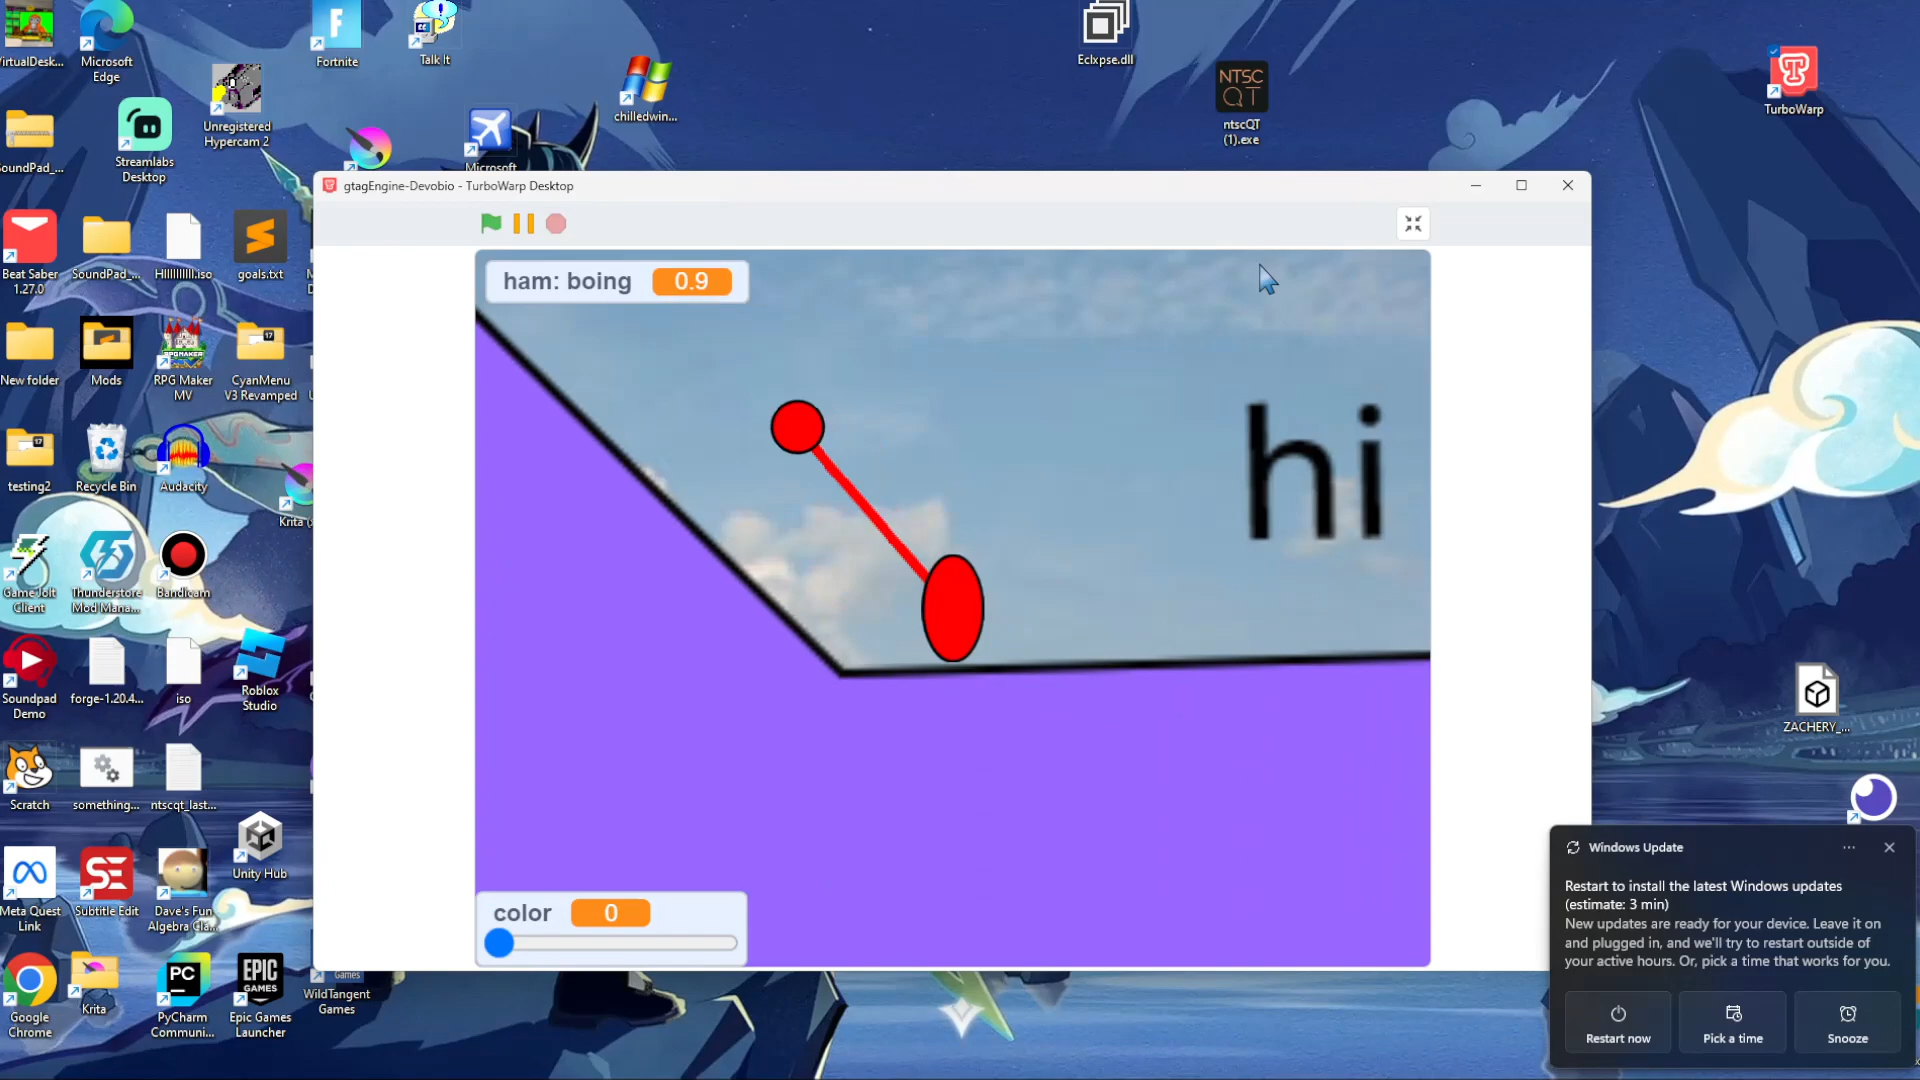 VirtualDesk...
Microsoft
Edge
Fortnite
Talk It
Eclxpse.dll
Unregistered
Hypercam 2
chilledwin...
NTSC
QT
ntscQT
(1).exe
TurboWarp
SoundPad_...
Streamlabs
Desktop
Microsoft
gtagEngine-Devobio - TurboWarp Desktop
ham: boing 0.9
hi
color 0
Beat Saber
1.27.0
SoundPad_...
HIIIIIIIIII.iso
goals.txt
New folder
Mods
RPG Maker
MV
CyanMenu
V3 Revamped
testing2
Recycle Bin
Audacity
Krita
GameJolt
Client
Thunderstore
Mod Mana...
Bandicam
Soundpad
Demo
forge-1.20.4...
iso
Roblox
Studio
ZACHERY_...
Scratch
something...
ntscqt_last...
Unity Hub
Meta Quest
Link
SE
Subtitle Edit
Dave's Fun
Algebra Cla...
Google
Chrome
Krita
PC
PyCharm
Communi...
EPIC
GAMES
Epic Games
Launcher
Games
WildTangent
Games
Windows Update
Restart to install the latest Windows updates
(estimate: 3 min)
New updates are ready for your device. Leave it on
and plugged in, and we'll try to restart outside of
your active hours. Or, pick a time that works for you.
Restart now
Pick a time
Snooze